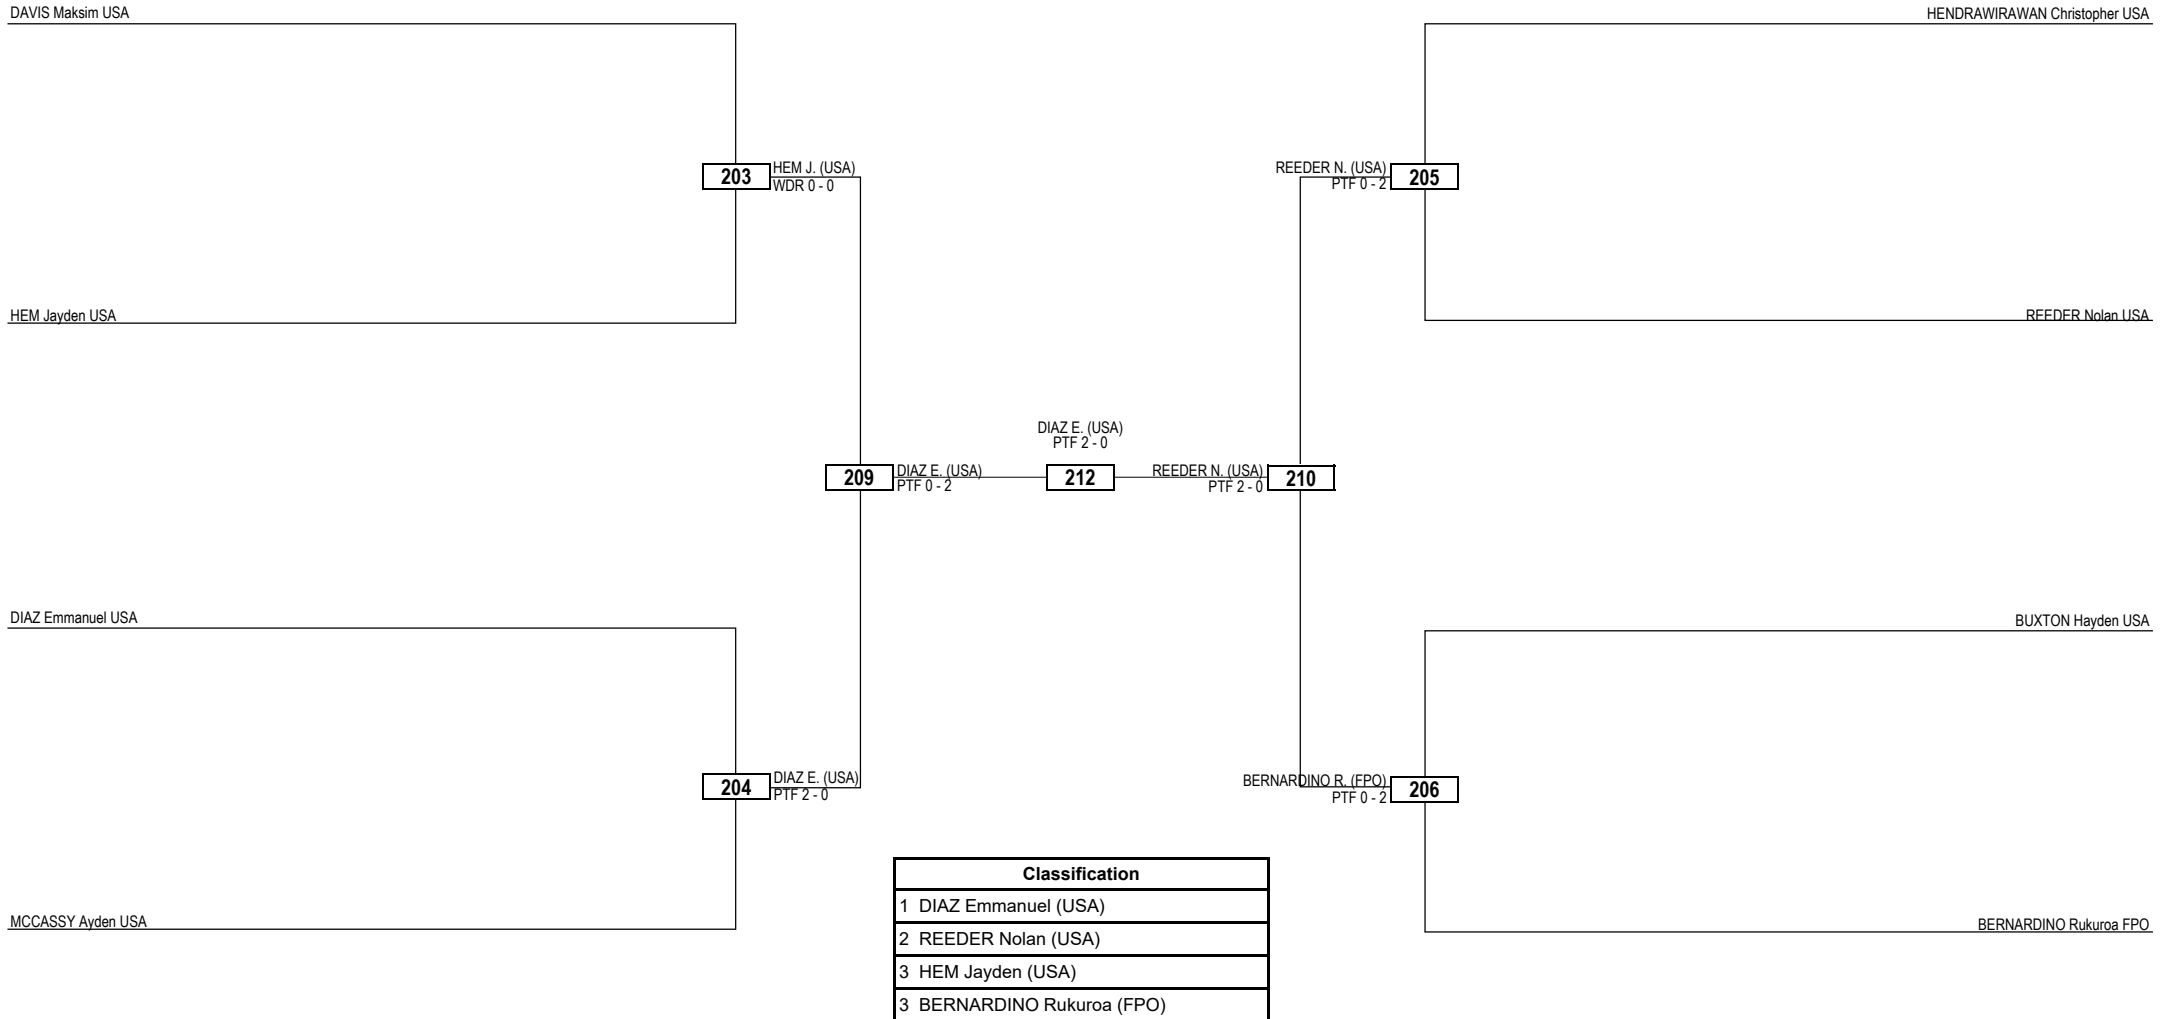 DAVIS Maksim USA
HENDRAWIRAWAN Christopher USA
203
HEM J. (USA)
WDR 0 - 0
REEDER N. (USA)
PTF 0 - 2
205
HEM Jayden USA
REEDER Nolan USA
DIAZ E. (USA)
PTF 2 - 0
209
DIAZ E. (USA)
PTF 0 - 2
212
REEDER N. (USA)
PTF 2 - 0
210
DIAZ Emmanuel USA
BUXTON Hayden USA
204
DIAZ E. (USA)
PTF 2 - 0
BERNARDINO R. (FPO)
PTF 0 - 2
206
MCCASSY Ayden USA
BERNARDINO Rukuroa FPO
Classification
1 DIAZ Emmanuel (USA)
2 REEDER Nolan (USA)
3 HEM Jayden (USA)
3 BERNARDINO Rukuroa (FPO)